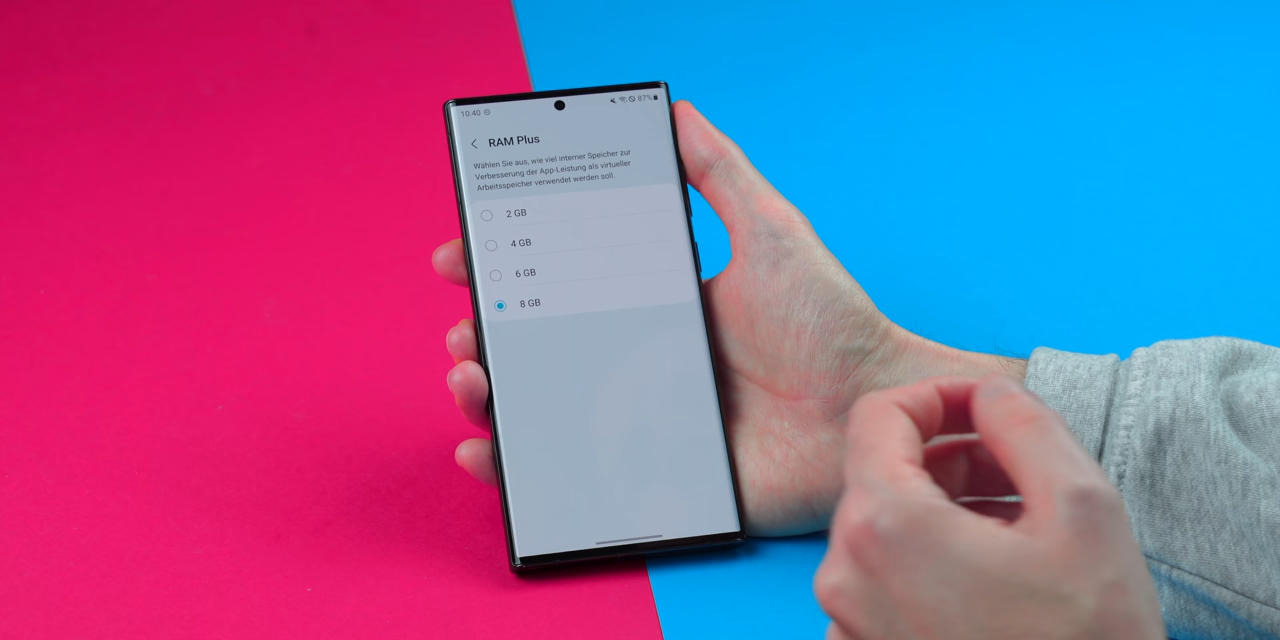 10:40
87%
RAM Plus
Wählen Sie aus, wie viel interner Speicher zur
Verbesserung der App-Leistung als virtueller
Arbeitsspeicher verwendet werden soll.
2 GB
4 GB
6 GB
8 GB